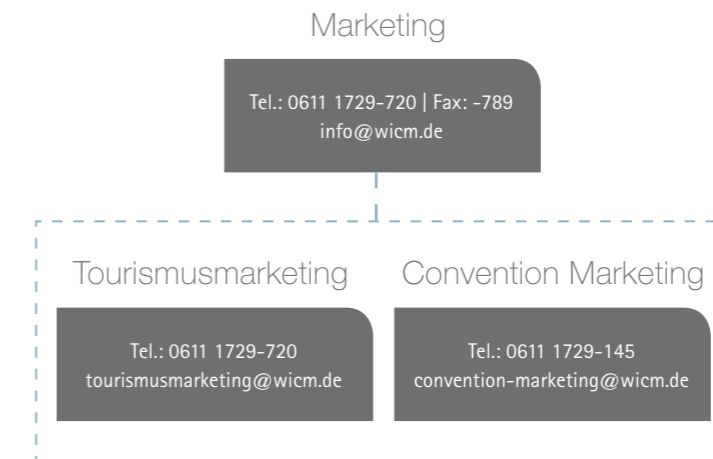 Marketing
Tel.: 0611 1729-720 | Fax: -789
info@wicm.de
Tourismusmarketing
Tel.: 0611 1729-720
tourismusmarketing@wicm.de
Convention Marketing
Tel.: 0611 1729-145
convention-marketing@wicm.de